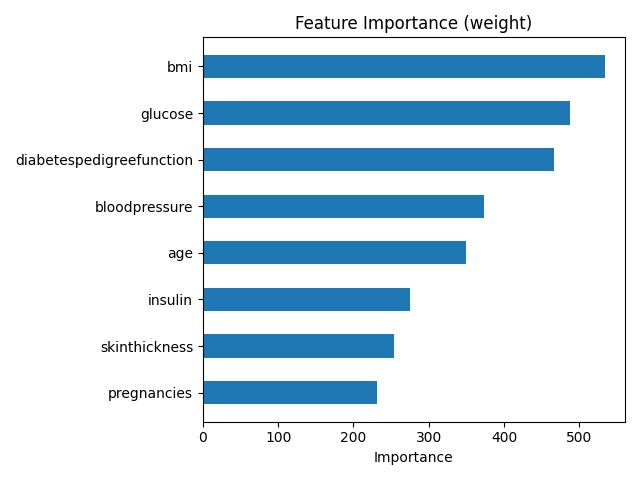 Feature Importance (weight)
bmi
glucose
diabetespedigreefunction
bloodpressure
age
insulin
skinthickness
pregnancies
0 100 200 300 400 500
Importance